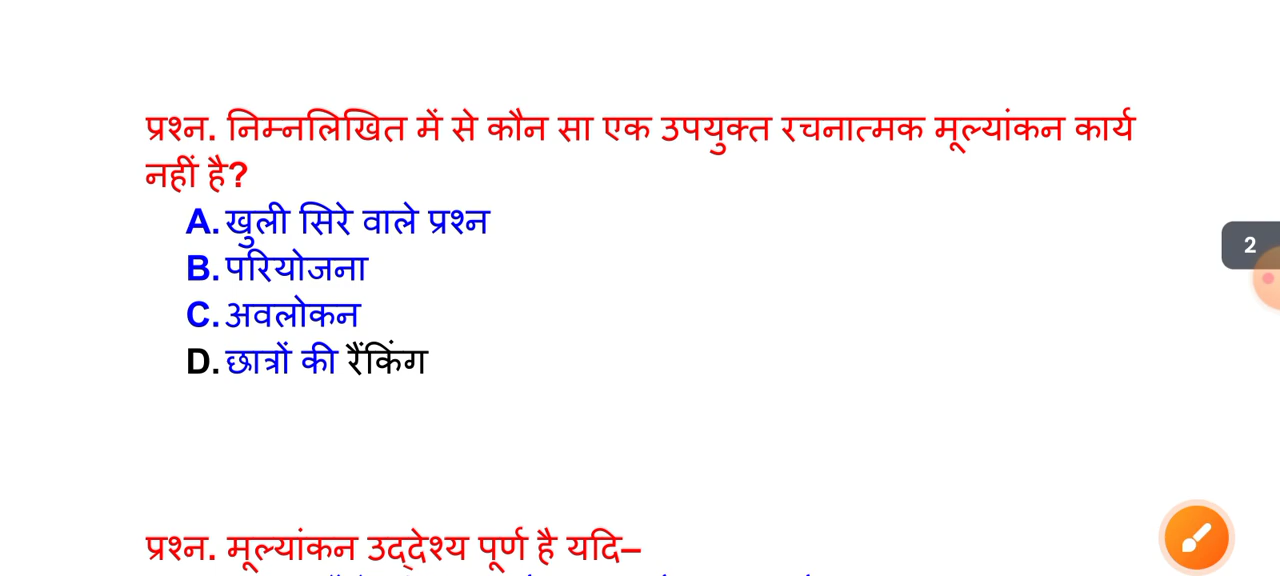 प्रश्न. निम्नलिखित में से कौन सा एक उपयुक्त रचनात्मक मूल्यांकन कार्य
नहीं है?
A. खुली सिरे वाले प्रश्न
B. परियोजना
2
C. अवलोकन
D. छात्रों की रैंकिंग
प्रश्न. मूल्यांकन उद्देश्य पूर्ण है यदि–